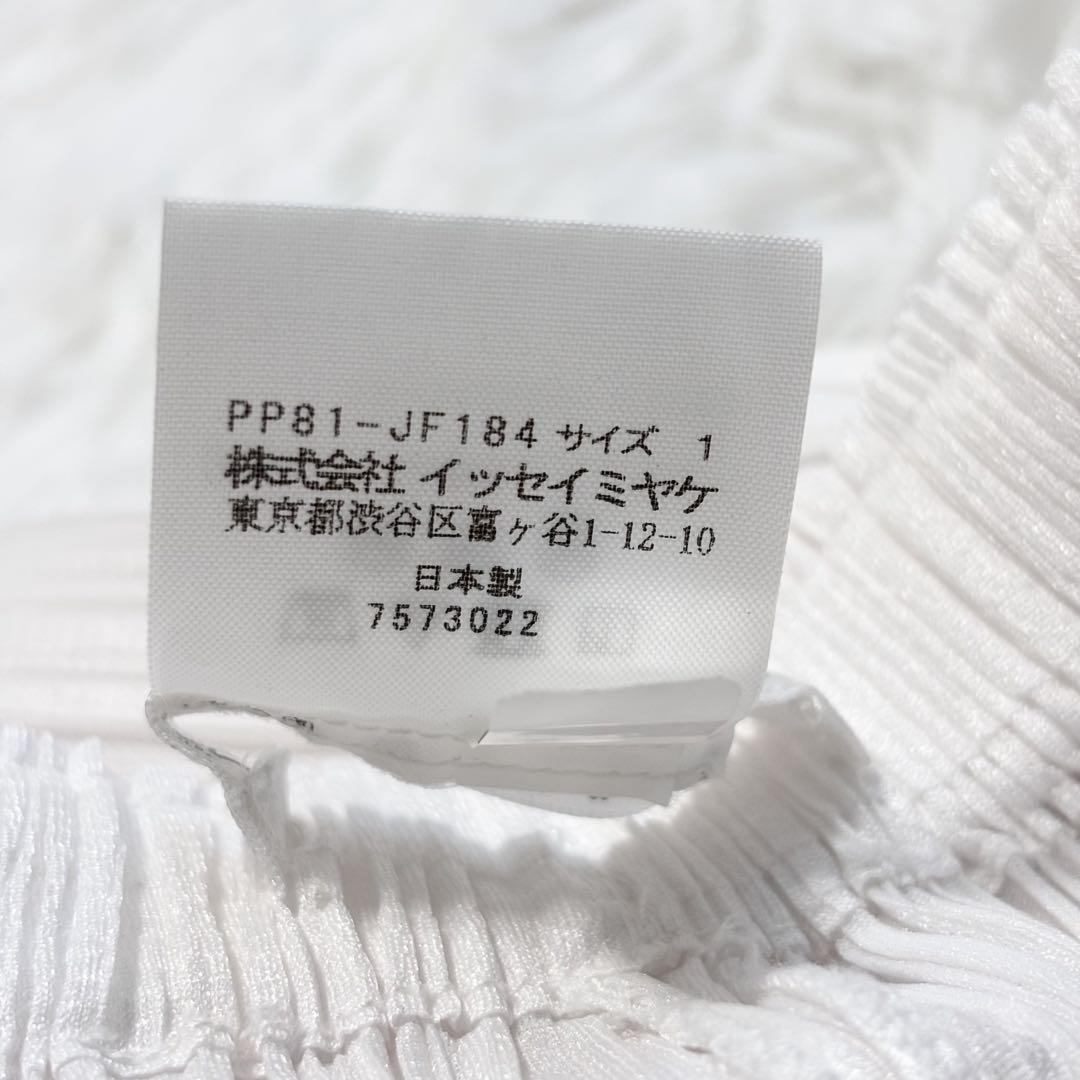 PP81-JF184 サイズ 1
株式会社 イッセイミヤケ
東京都渋谷区富ヶ谷1-12-10
日本製
7573022